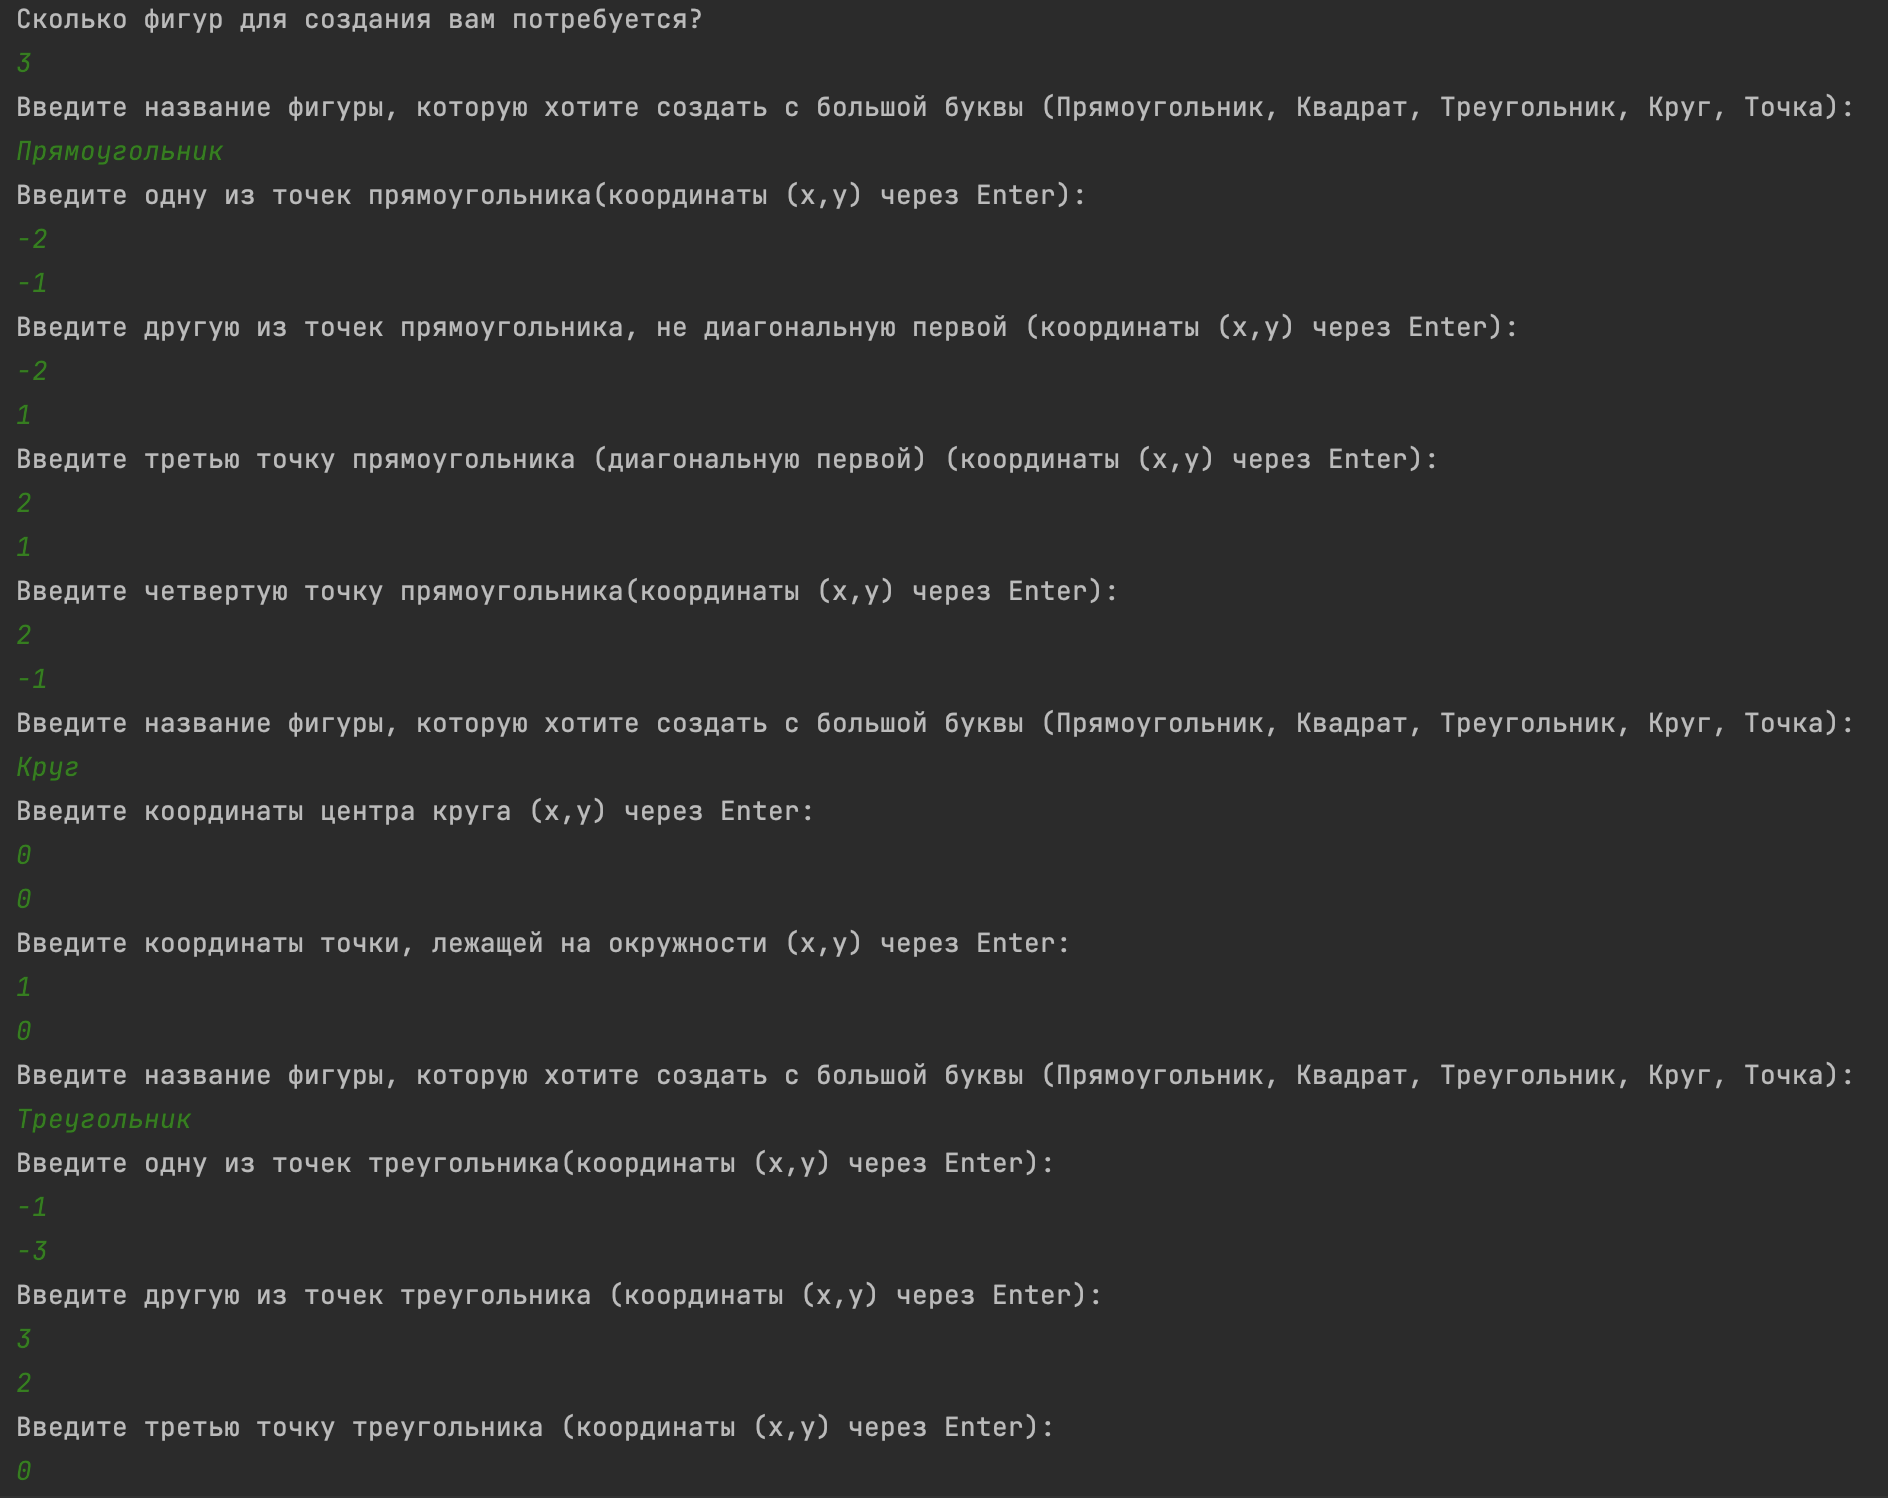 Сколько фигур для создания вам потребуется?
3
Введите название фигуры, которую хотите создать с большой буквы (Прямоугольник, Квадрат, Треугольник, Круг, Точка):
Прямоугольник
Введите одну из точек прямоугольника(координаты (x,y) через Enter):
-2
-1
Введите другую из точек прямоугольника, не диагональную первой (координаты (x,y) через Enter):
-2
1
Введите третью точку прямоугольника (диагональную первой) (координаты (x,y) через Enter):
2
1
Введите четвертую точку прямоугольника(координаты (x,y) через Enter):
2
-1
Введите название фигуры, которую хотите создать с большой буквы (Прямоугольник, Квадрат, Треугольник, Круг, Точка):
Круг
Введите координаты центра круга (x,y) через Enter:
0
0
Введите координаты точки, лежащей на окружности (x,y) через Enter:
1
0
Введите название фигуры, которую хотите создать с большой буквы (Прямоугольник, Квадрат, Треугольник, Круг, Точка):
Треугольник
Введите одну из точек треугольника(координаты (x,y) через Enter):
-1
-3
Введите другую из точек треугольника (координаты (x,y) через Enter):
3
2
Введите третью точку треугольника (координаты (x,y) через Enter):
0